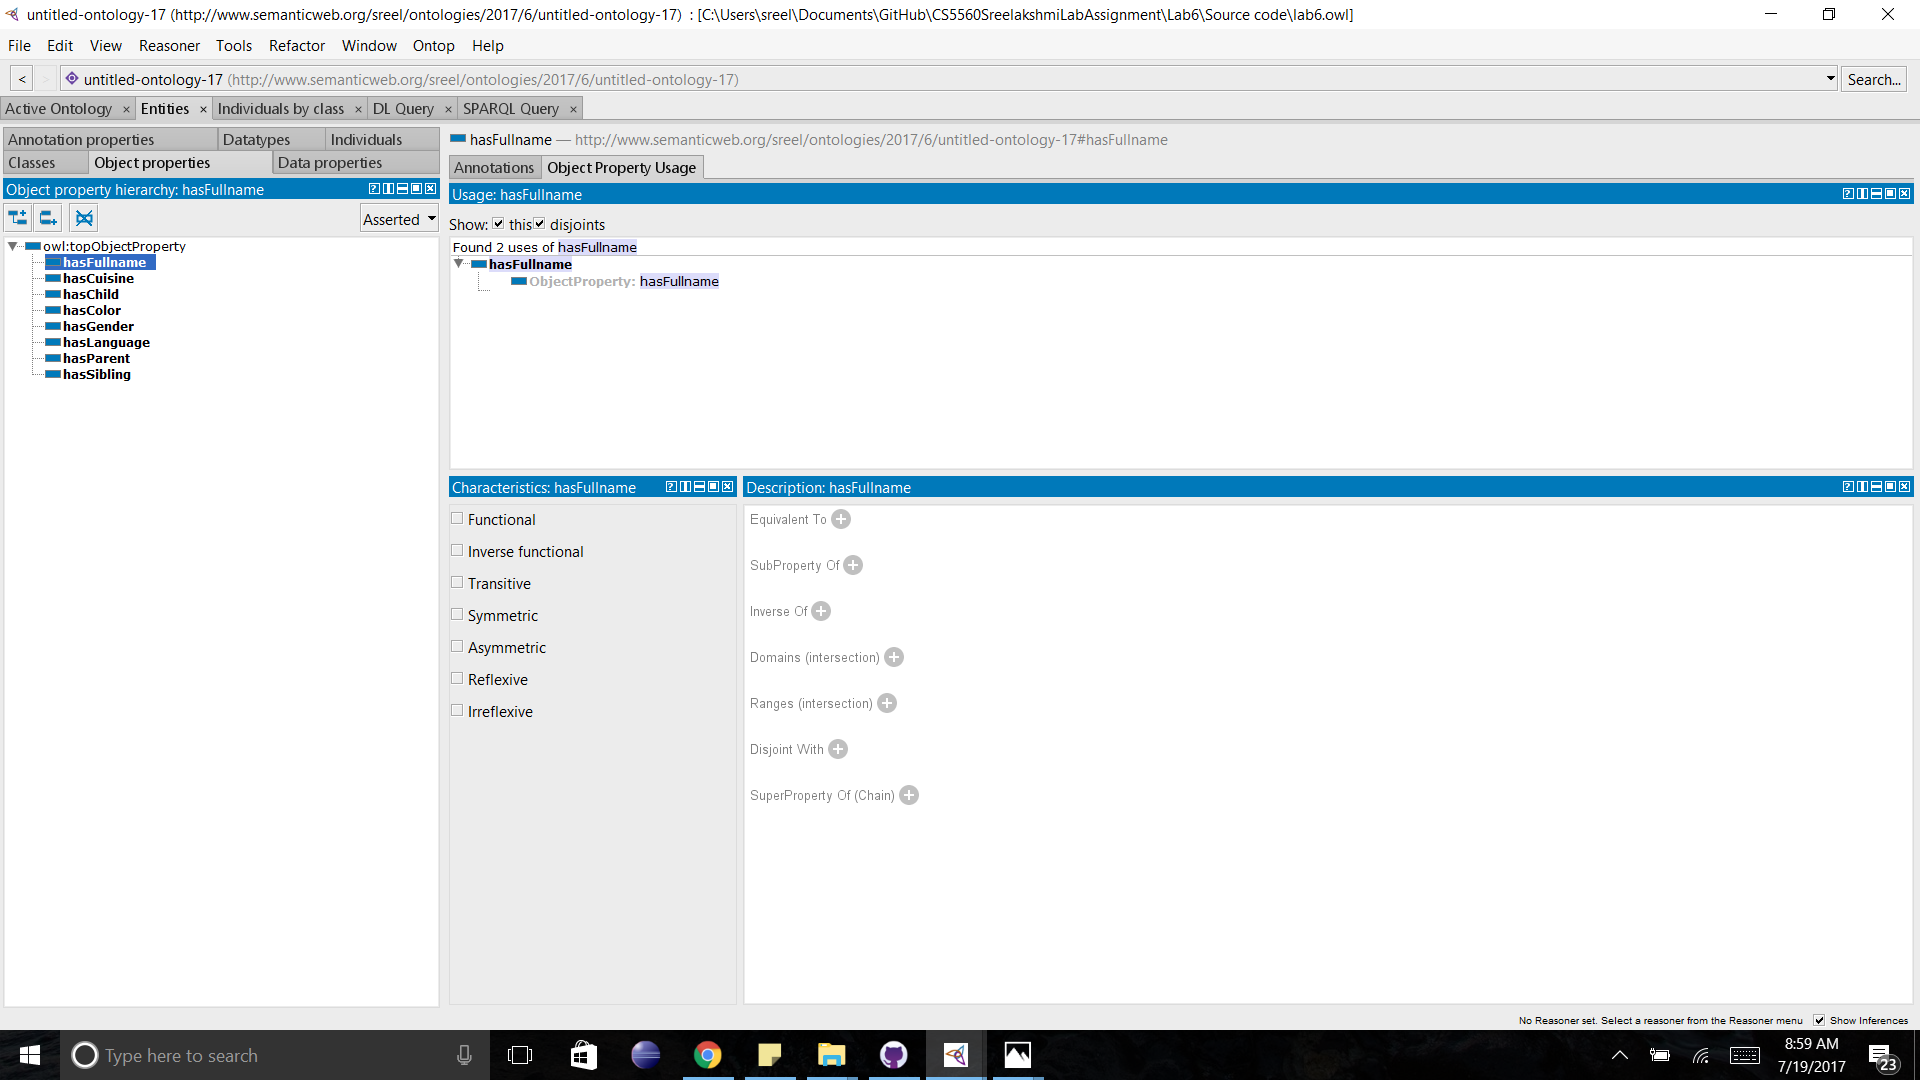 untitled-ontology-17 (http://www.semanticweb.org/sreel/ontologies/2017/6/untitled-ontology-17)  : [C:\Users\sreel\Documents\GitHub\CS5560SreelakshmiLabAssignment\Lab6\Source code\lab6.owl]
File Edit View Reasoner Tools Refactor Window Ontop Help
< > untitled-ontology-17 (http://www.semanticweb.org/sreel/ontologies/2017/6/untitled-ontology-17) Search...
Active Ontology × Entities × Individuals by class × DL Query × SPARQL Query ×
Annotation properties Datatypes Individuals
Classes Object properties Data properties
Object property hierarchy: hasFullname
Asserted
owl:topObjectProperty
hasFullname
hasCuisine
hasChild
hasColor
hasGender
hasLanguage
hasParent
hasSibling
hasFullname — http://www.semanticweb.org/sreel/ontologies/2017/6/untitled-ontology-17#hasFullname
Annotations Object Property Usage
Usage: hasFullname
Show: this disjoints
Found 2 uses of hasFullname
hasFullname
ObjectProperty: hasFullname
Characteristics: hasFullname
Functional
Inverse functional
Transitive
Symmetric
Asymmetric
Reflexive
Irreflexive
Description: hasFullname
Equivalent To
SubProperty Of
Inverse Of
Domains (intersection)
Ranges (intersection)
Disjoint With
SuperProperty Of (Chain)
No Reasoner set. Select a reasoner from the Reasoner menu Show Inferences
Type here to search
8:59 AM
7/19/2017
23